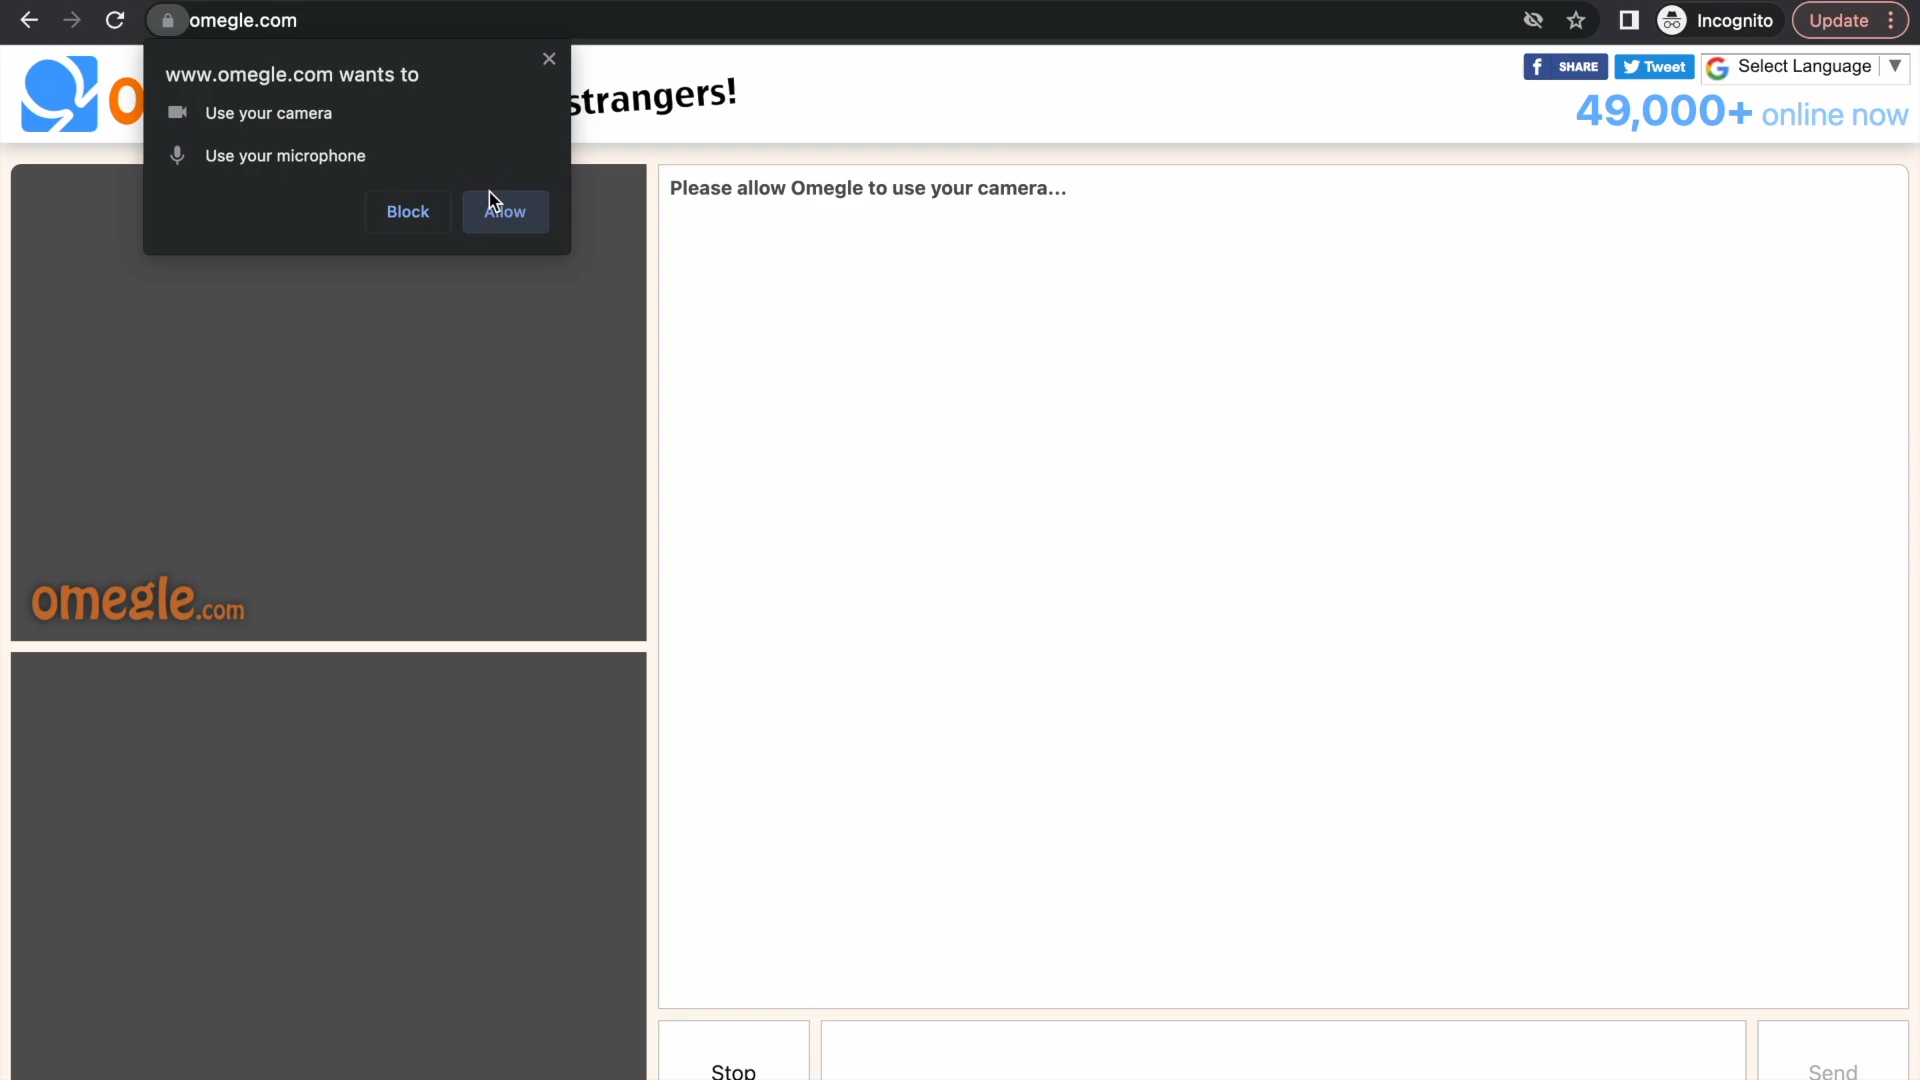 omegle.com
Incognito
Update
www.omegle.com wants to
Use your camera
Use your microphone
Block
Allow
strangers!
SHARE
Tweet
Select Language
49,000+ online now
Please allow Omegle to use your camera...
omegle.com
Stop
Send